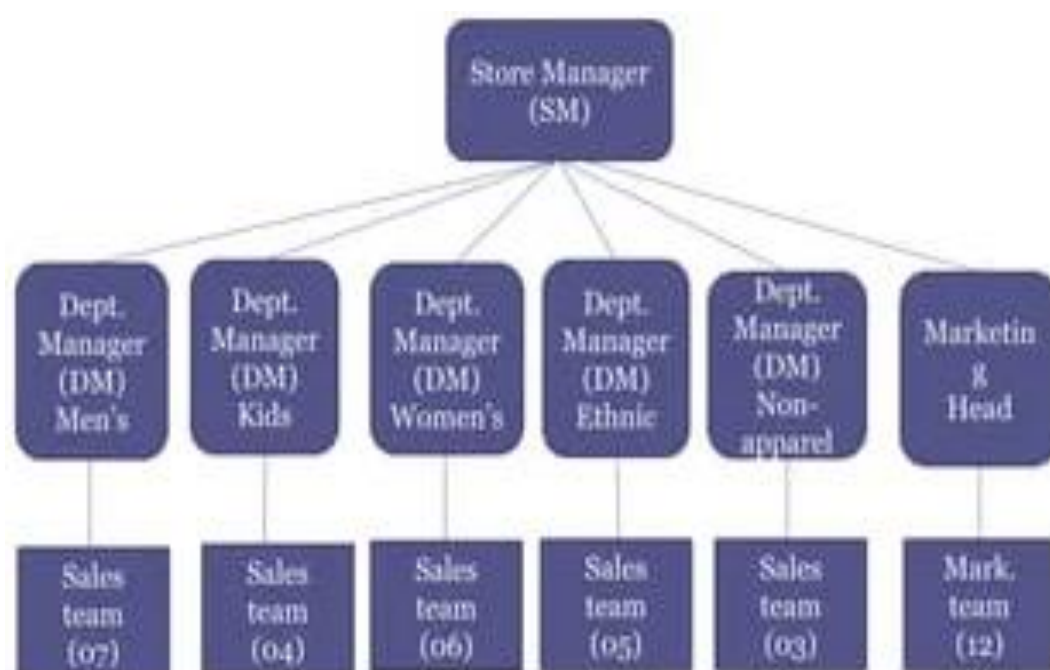 Store Manager
(SM)
Dept.
Manager
(DM)
Men's
Dept.
Manager
(DM)
Kids
Dept.
Manager
(DM)
Women's
Dept.
Manager
(DM)
Ethnic
Dept.
Manager
(DM)
Non-
apparel
Marketin
g
Head
Sales
team
(07)
Sales
team
(04)
Sales
team
(06)
Sales
team
(05)
Sales
team
(03)
Mark.
team
(12)